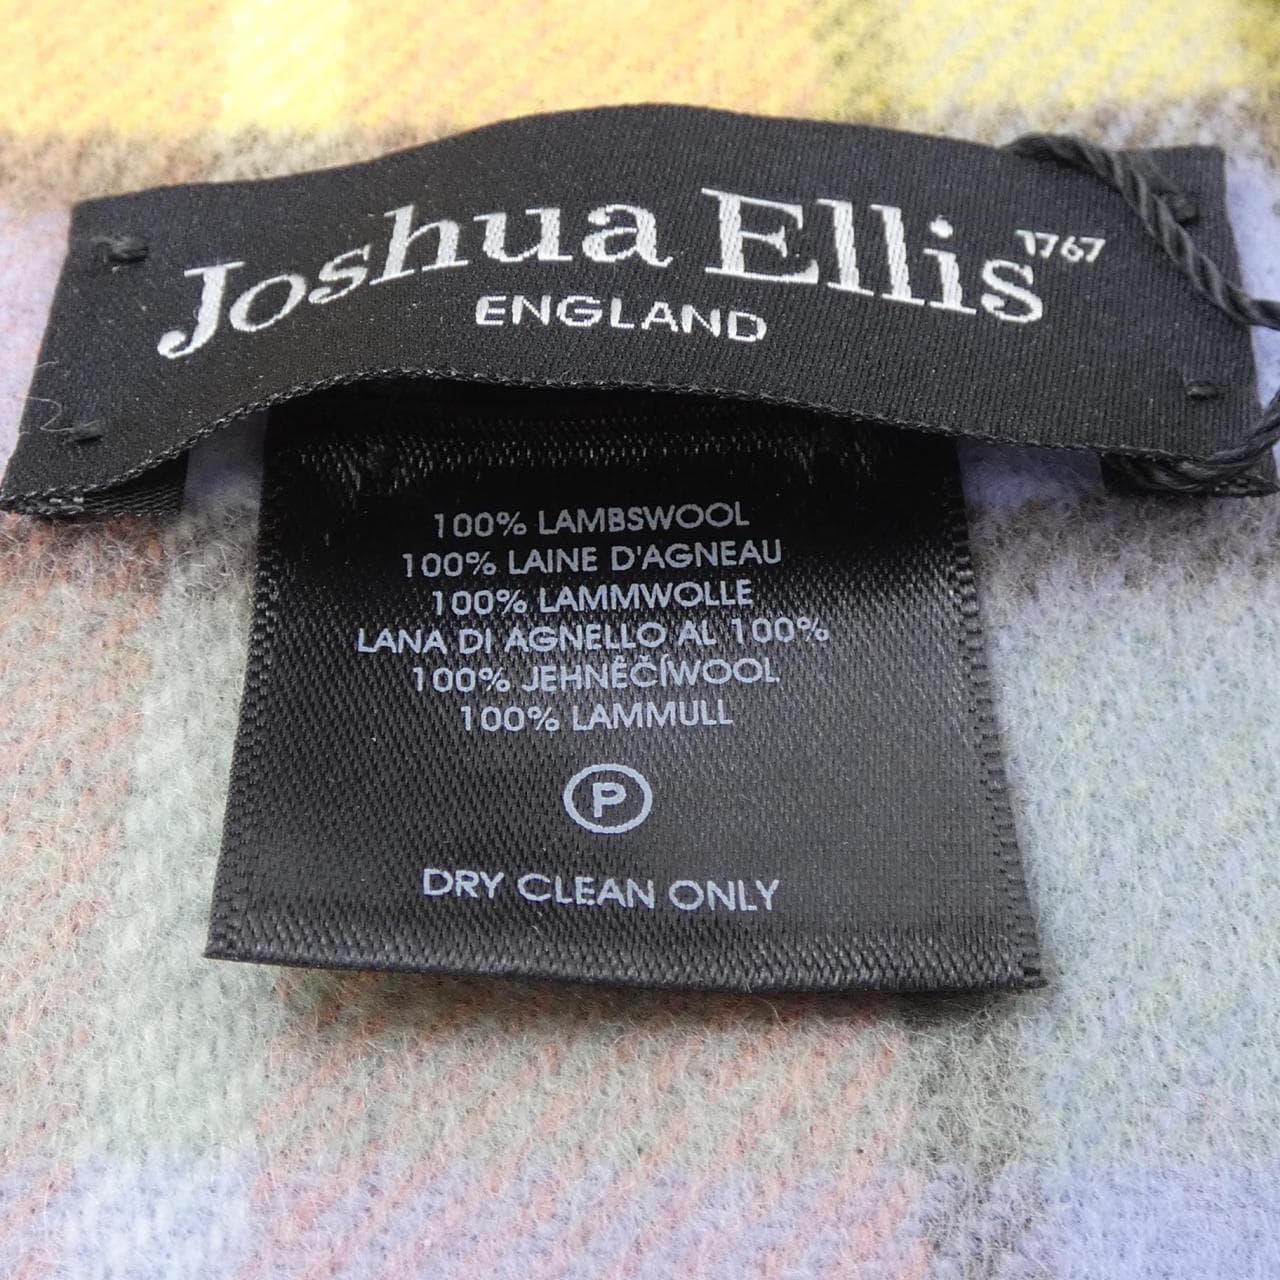 Joshua Ellis 1767
ENGLAND
100% LAMBSWOOL
100% LAINE D'AGNEAU
100% LAMMWOLLE
LANA DI AGNELLO AL 100%
100% JEHNĚČÍWOOL
100% LAMMULL
P
DRY CLEAN ONLY